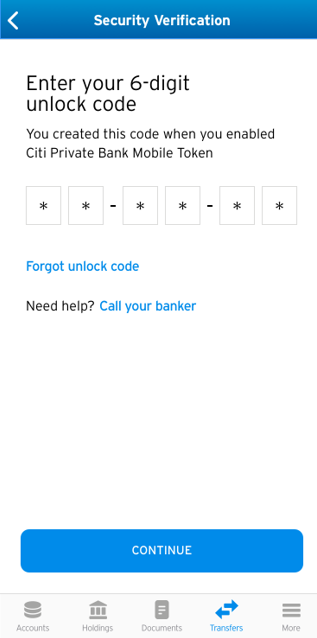 Security Verification
Enter your 6-digit
unlock code
You created this code when you enabled
Citi Private Bank Mobile Token
* * - * * - * *
Forgot unlock code
Need help? Call your banker
CONTINUE
Accounts Holdings Documents Transfers More